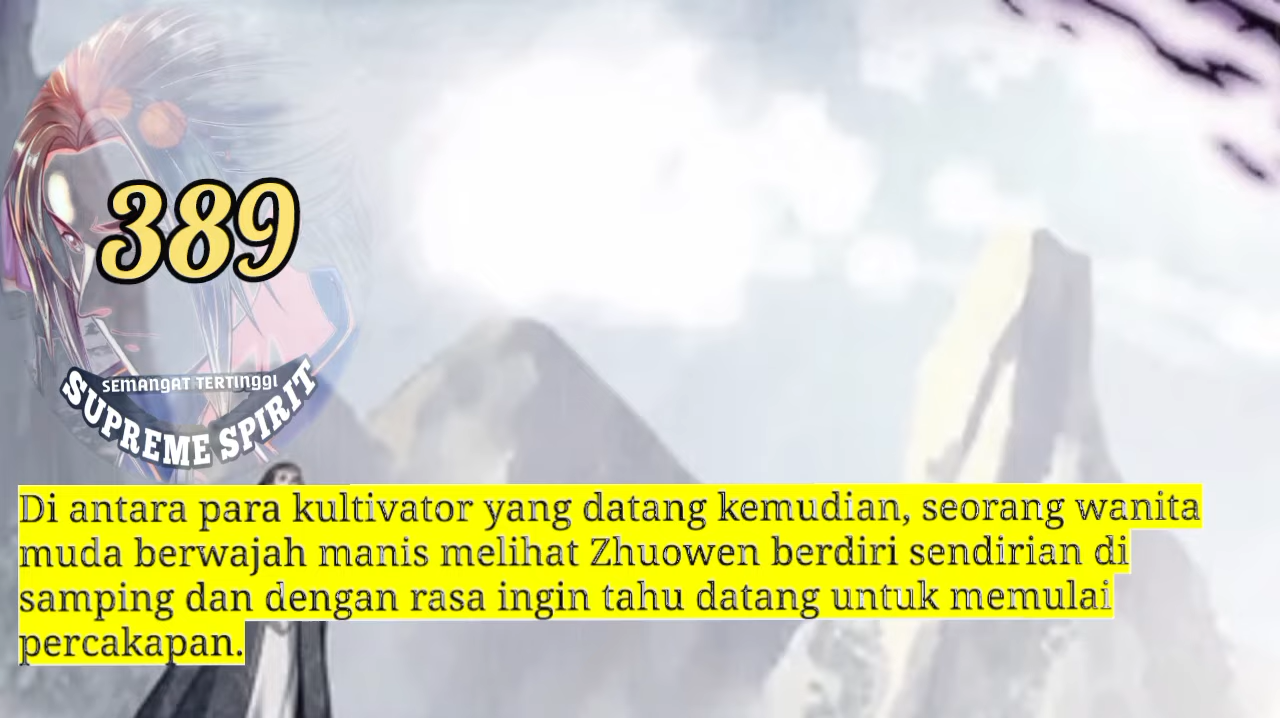 389
SEMANGAT TERTINGGI
SUPREME SPIRIT
Di antara para kultivator yang datang kemudian, seorang wanita
muda berwajah manis melihat Zhuowen berdiri sendirian di
samping dan dengan rasa ingin tahu datang untuk memulai
percakapan.